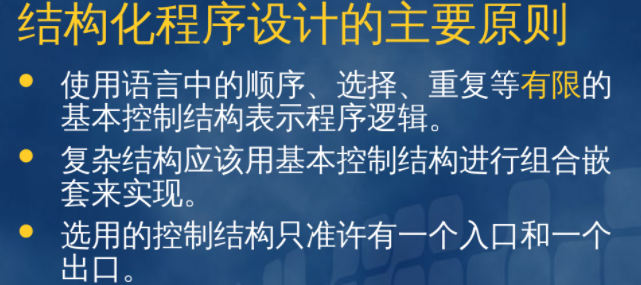 结构化程序设计的主要原则
使用语言中的顺序、选择、重复等有限的
基本控制结构表示程序逻辑。
复杂结构应该用基本控制结构进行组合嵌
套来实现。
选用的控制结构只准许有一个入口和一个
出口。